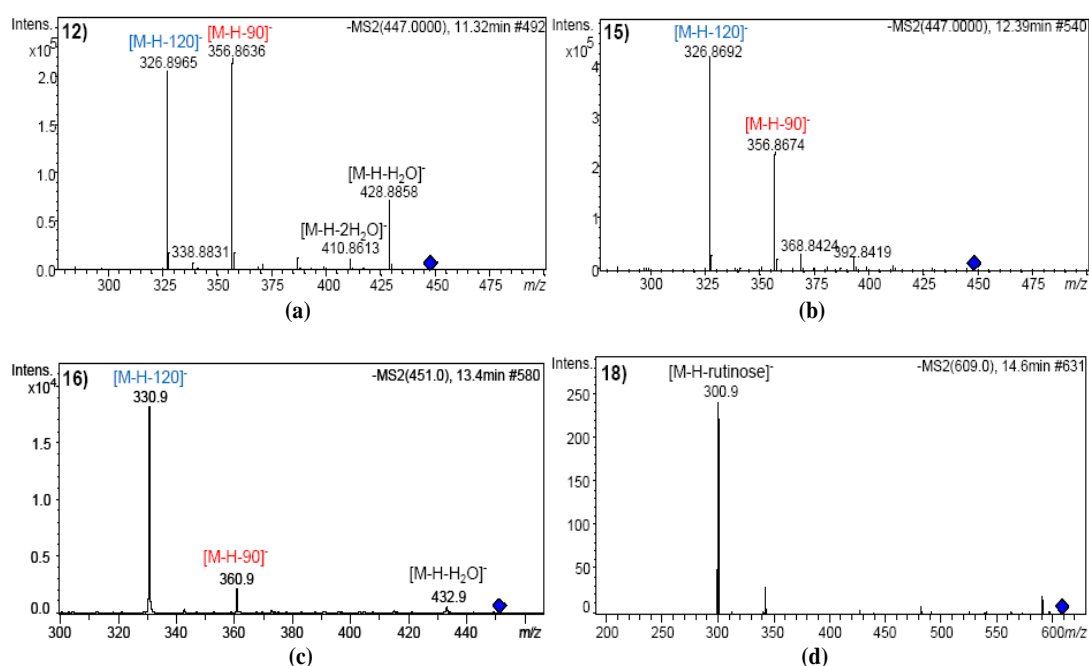 Intens.
x10⁵
12)
-MS2(447.0000), 11.32min #492
[M-H-120]⁻
326.8965
[M-H-90]⁻
356.8636
[M-H-H₂O]⁻
428.8858
[M-H-2H₂O]⁻
410.8613
338.8831
2.0
1.5
1.0
0.5
0.0
300 325 350 375 400 425 450 475 m/z
(a)
Intens.
x10⁵
15)
-MS2(447.0000), 12.39min #540
[M-H-120]⁻
326.8692
[M-H-90]⁻
356.8674
368.8424
392.8419
4
3
2
1
0
300 325 350 375 400 425 450 475 m/z
(b)
Intens.
x10⁴
16)
-MS2(451.0), 13.4min #580
[M-H-120]⁻
330.9
[M-H-90]⁻
360.9
[M-H-H₂O]⁻
432.9
1.5
1.0
0.5
0.0
300 320 340 360 380 400 420 440 m/z
(c)
Intens.
18)
-MS2(609.0), 14.6min #631
[M-H-rutinose]⁻
300.9
250
200
150
100
50
0
200 250 300 350 400 450 500 550 600 m/z
(d)